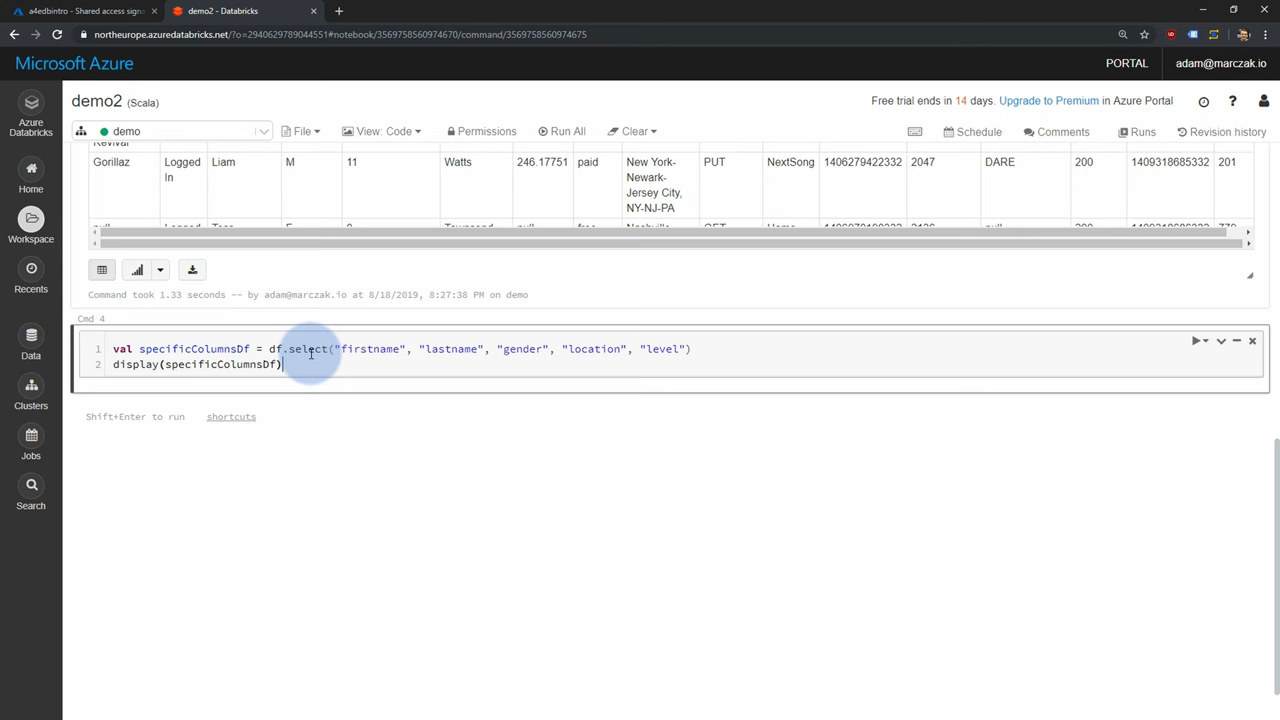 a4edbintro - Shared access signa
demo2 - Databricks
northeurope.azuredatabricks.net/?o=2940629789044551#notebook/3569758560974670/command/3569758560974675
Microsoft Azure
PORTAL
adam@marczak.io
Azure Databricks
Home
Workspace
Recents
Data
Clusters
Jobs
Search
demo2 (Scala)
Free trial ends in 14 days. Upgrade to Premium in Azure Portal
demo
File
View: Code
Permissions
Run All
Clear
Schedule
Comments
Runs
Revival history
Revival
Gorillaz Logged In Liam M 11 Watts 246.17751 paid New York-Newark-Jersey City, NY-NJ-PA PUT NextSong 1406279422332 2047 DARE 200 1409318685332 201
Command took 1.33 seconds -- by adam@marczak.io at 8/18/2019, 8:27:38 PM on demo
Cmd 4
1 val specificColumnsDf = df.select("firstname", "lastname", "gender", "location", "level")
2 display(specificColumnsDf)
Shift+Enter to run shortcuts